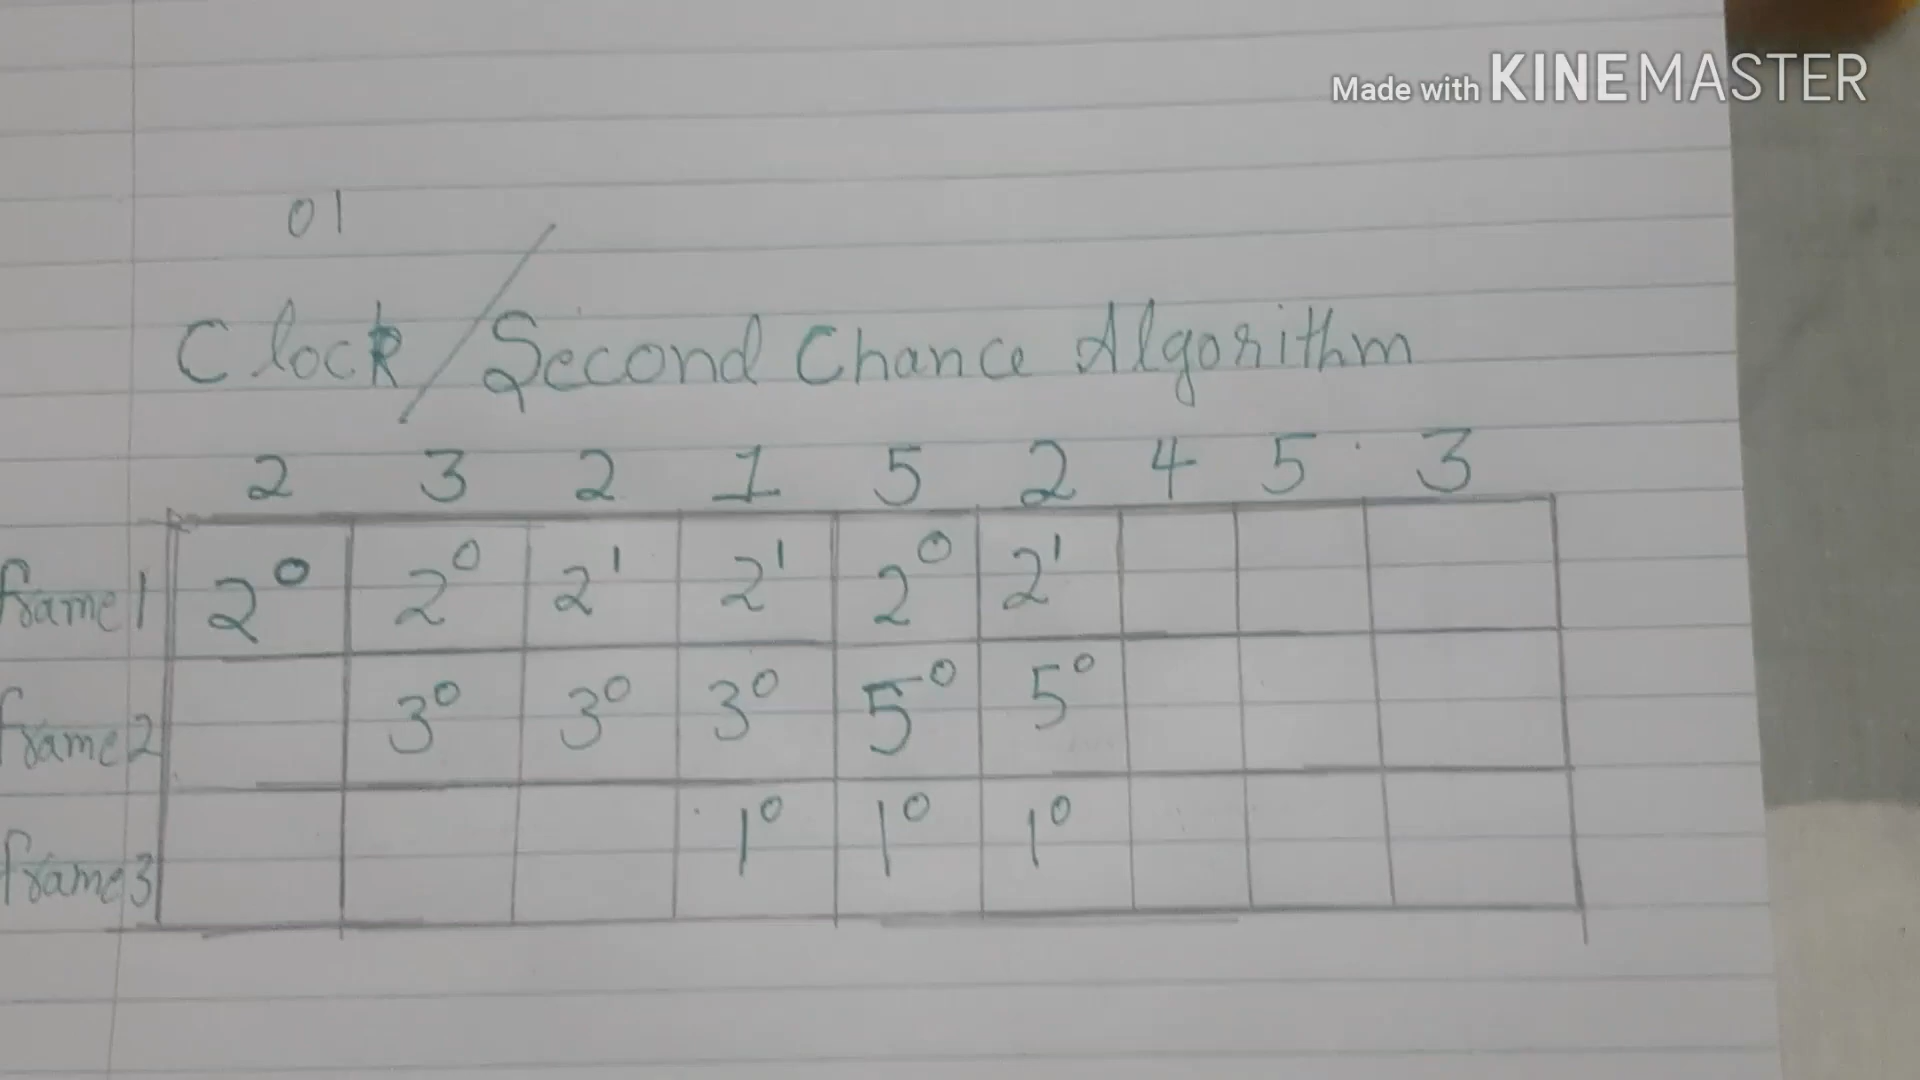 Made with KINEMASTER
01
Clock/Second Chance Algorithm
2 3 2 1 5 2 4 5 3
frame1 2⁰ 2⁰ 2¹ 2¹ 2⁰ 2¹
frame2 3⁰ 3⁰ 3⁰ 5⁰ 5⁰
frame3 1⁰ 1⁰ 1⁰